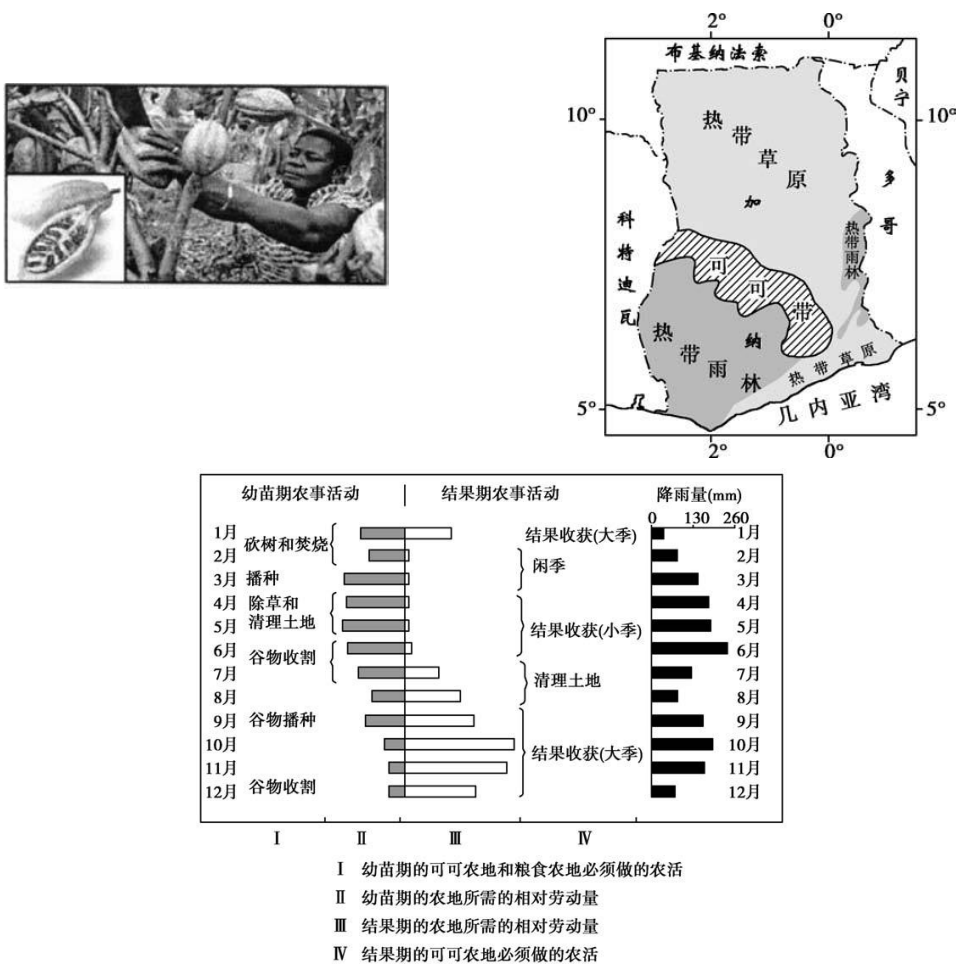 2° 0°
布基纳法索
贝宁
10° 10°
热带草原
加
多哥
科特迪瓦
热带雨林
可可带
热带雨林
纳
热带草原
几内亚湾
5° 5°
2° 0°
幼苗期农事活动 结果期农事活动 降雨量(mm)
0 130 260
1月 砍树和焚烧 结果收获(大季) 1月
2月 闲季 2月
3月 播种 3月
4月 除草和 4月
5月 清理土地 结果收获(小季) 5月
6月 谷物收割 6月
7月 清理土地 7月
8月 8月
9月 谷物播种 9月
10月 结果收获(大季) 10月
11月 11月
12月 谷物收割 12月
Ⅰ Ⅱ Ⅲ Ⅳ
Ⅰ 幼苗期的可可农地和粮食农地必须做的农活
Ⅱ 幼苗期的农地所需的相对劳动量
Ⅲ 结果期的农地所需的相对劳动量
Ⅳ 结果期的可可农地必须做的农活